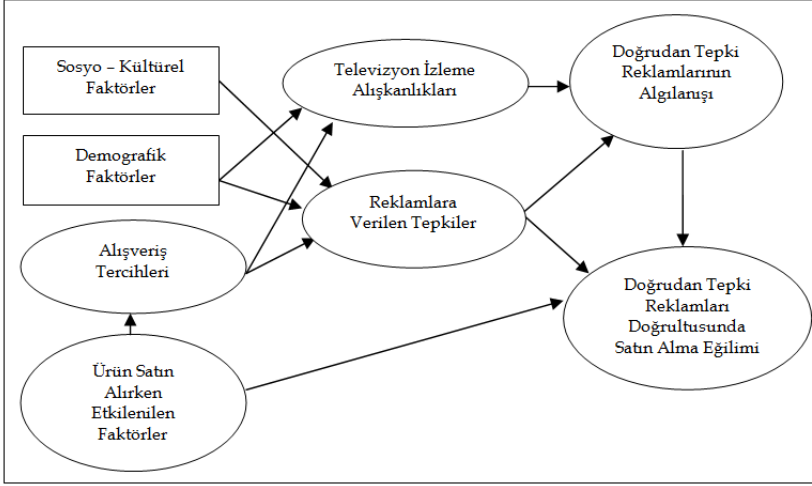 Sosyo – Kültürel
Faktörler
Demografik
Faktörler
Alışveriş
Tercihleri
Ürün Satın
Alırken
Etkilenilen
Faktörler
Televizyon İzleme
Alışkanlıkları
Reklamlara
Verilen Tepkiler
Doğrudan Tepki
Reklamlarının
Algılanışı
Doğrudan Tepki
Reklamları
Doğrultusunda
Satın Alma Eğilimi